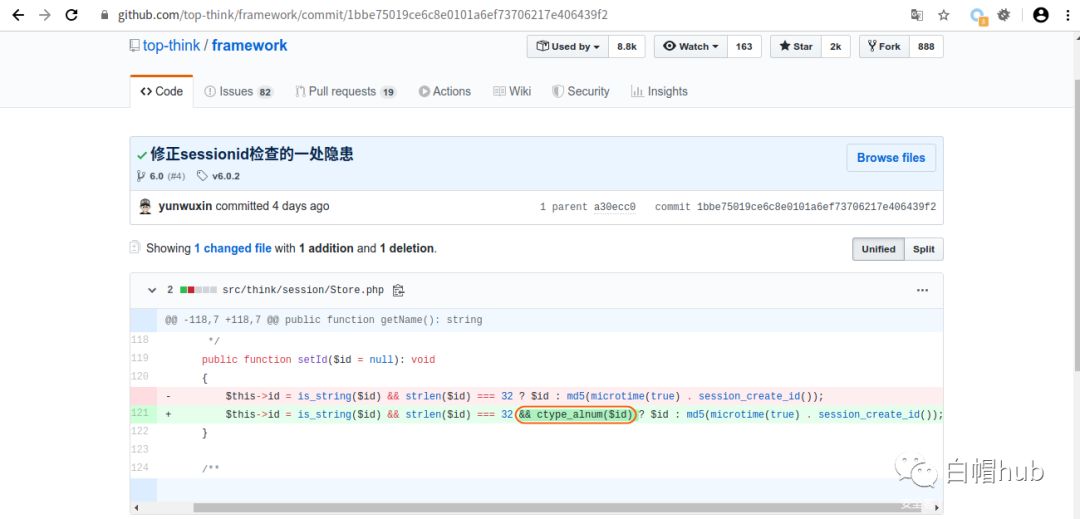 github.com/top-think/framework/commit/1bbe75019ce6c8e0101a6ef73706217e406439f2
top-think / framework
Used by 8.8k Watch 163 Star 2k Fork 888
Code Issues 82 Pull requests 19 Actions Wiki Security Insights
修正sessionid检查的一处隐患
Browse files
6.0 (#4) v6.0.2
yunwuxin committed 4 days ago 1 parent a30ecc0 commit 1bbe75019ce6c8e0101a6ef73706217e406439f2
Showing 1 changed file with 1 addition and 1 deletion.
Unified Split
2 src/think/session/Store.php
@@ -118,7 +118,7 @@ public function getName(): string
118 */
119 public function setId($id = null): void
120 {
- $this->id = is_string($id) && strlen($id) === 32 ? $id : md5(microtime(true) . session_create_id());
121 + $this->id = is_string($id) && strlen($id) === 32 && ctype_alnum($id) ? $id : md5(microtime(true) . session_create_id());
122 }
123
124 /**
白帽hub